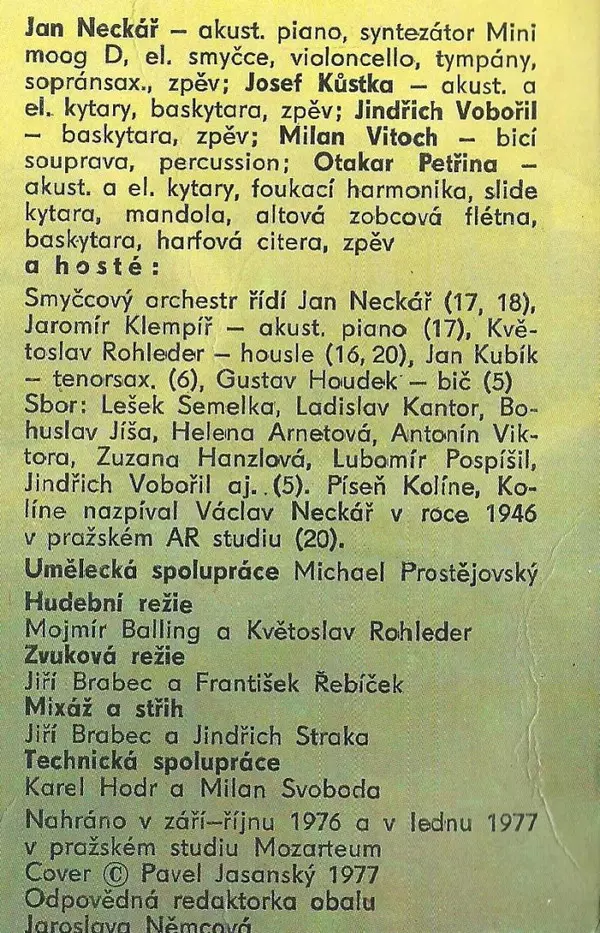 Jan Neckář – akust. piano, syntezátor Mini
moog D, el. smyčce, violoncello, tympány,
sopránsax., zpěv; Josef Kůstka – akust. a
el. kytary, baskytara, zpěv; Jindřich Vobořil
– baskytara, zpěv; Milan Vitoch – bicí
souprava, percussion; Otakar Petřina –
akust. a el. kytary, foukací harmonika, slide
kytara, mandola, altová zobcová flétna,
baskytara, harfová citera, zpěv
a hosté:
Smyčcový orchestr řídí Jan Neckář (17, 18),
Jaromír Klempíř – akust. piano (17), Kvě-
toslav Rohleder – housle (16, 20), Jan Kubík
– tenorsax. (6), Gustav Houdek – bič (5)
Sbor: Lešek Semelka, Ladislav Kantor, Bo-
huslav Jíša, Helena Arnetová, Antonín Vik-
tora, Zuzana Hanzlová, Lubomír Pospíšil,
Jindřich Vobořil aj. (5). Píseň Kolíne, Ko-
líne nazpíval Václav Neckář v roce 1946
v pražském AR studiu (20).
Umělecká spolupráce Michael Prostějovský
Hudební režie
Mojmír Balling a Květoslav Rohleder
Zvuková režie
Jiří Brabec a František Řebíček
Mixáž a střih
Jiří Brabec a Jindřich Straka
Technická spolupráce
Karel Hodr a Milan Svoboda
Nahráno v září–říjnu 1976 a v lednu 1977
v pražském studiu Mozarteum
Cover © Pavel Jasanský 1977
Odpovědná redaktorka obalu
Jaroslava Němcová